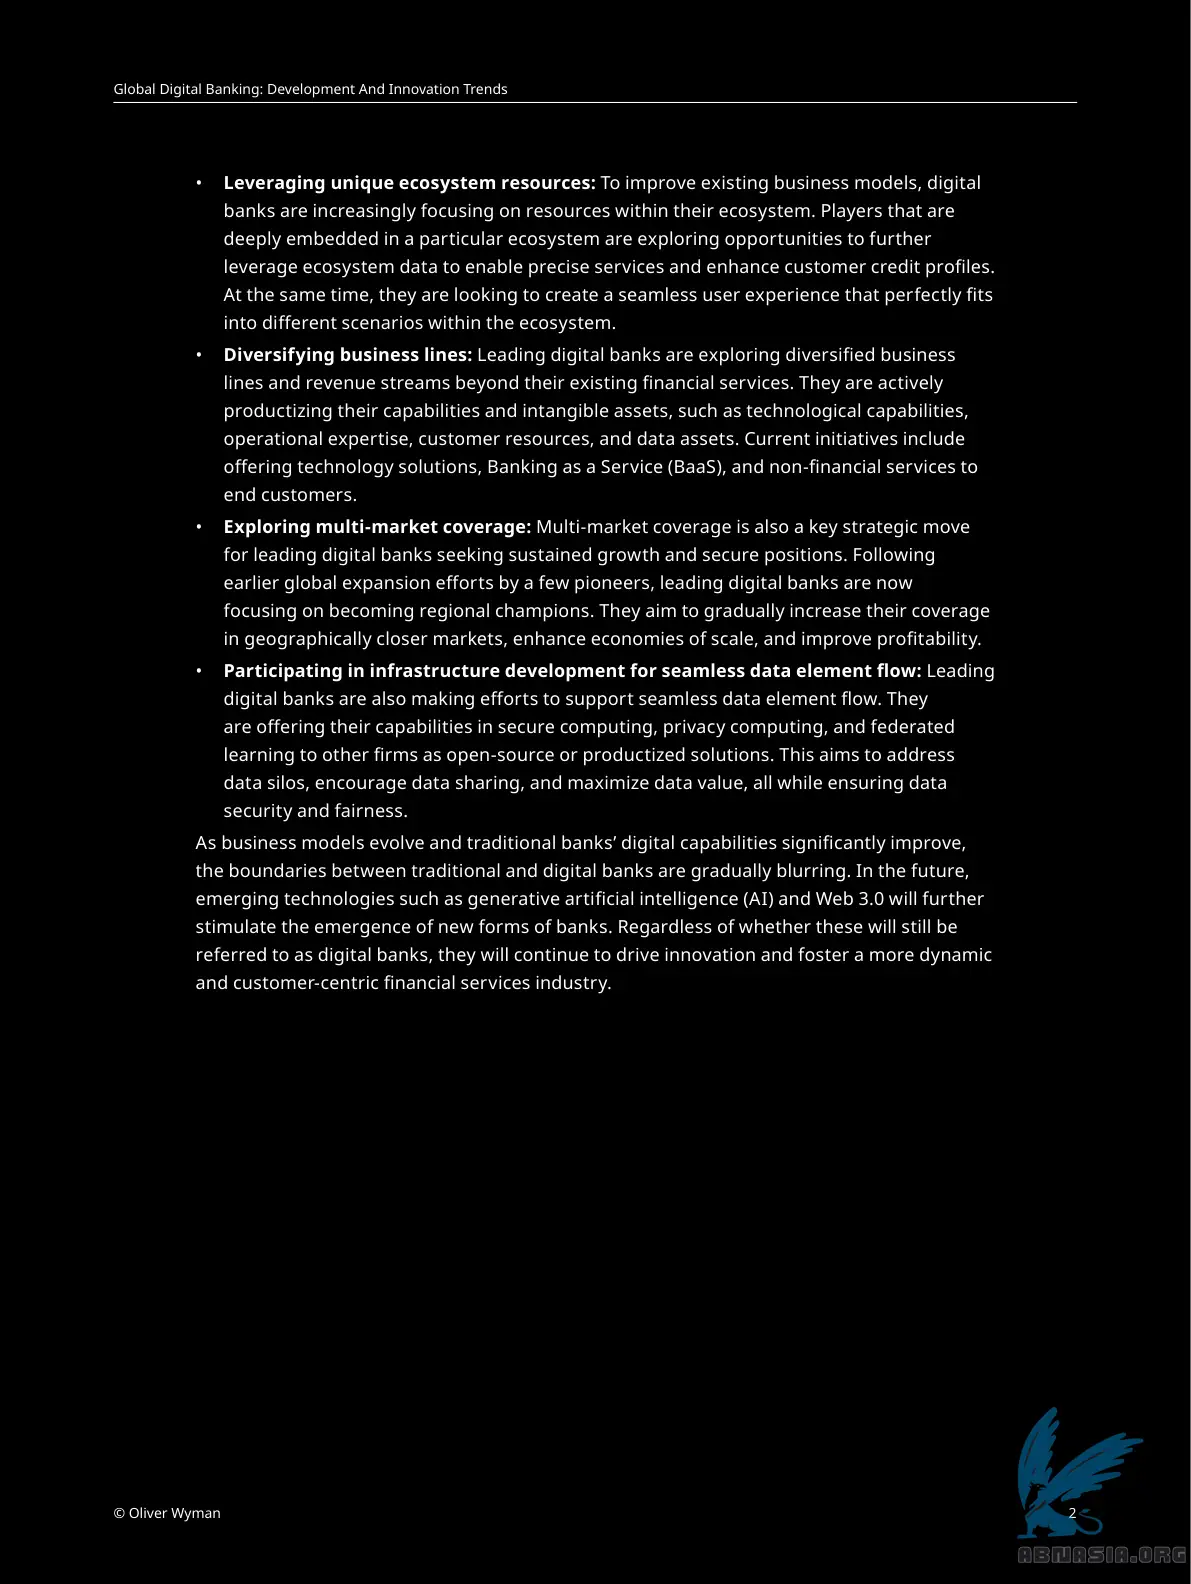 Global Digital Banking: Development And Innovation Trends
• Leveraging unique ecosystem resources: To improve existing business models, digital
banks are increasingly focusing on resources within their ecosystem. Players that are
deeply embedded in a particular ecosystem are exploring opportunities to further
leverage ecosystem data to enable precise services and enhance customer credit profiles.
At the same time, they are looking to create a seamless user experience that perfectly fits
into different scenarios within the ecosystem.
• Diversifying business lines: Leading digital banks are exploring diversified business
lines and revenue streams beyond their existing financial services. They are actively
productizing their capabilities and intangible assets, such as technological capabilities,
operational expertise, customer resources, and data assets. Current initiatives include
offering technology solutions, Banking as a Service (BaaS), and non-financial services to
end customers.
• Exploring multi-market coverage: Multi-market coverage is also a key strategic move
for leading digital banks seeking sustained growth and secure positions. Following
earlier global expansion efforts by a few pioneers, leading digital banks are now
focusing on becoming regional champions. They aim to gradually increase their coverage
in geographically closer markets, enhance economies of scale, and improve profitability.
• Participating in infrastructure development for seamless data element flow: Leading
digital banks are also making efforts to support seamless data element flow. They
are offering their capabilities in secure computing, privacy computing, and federated
learning to other firms as open-source or productized solutions. This aims to address
data silos, encourage data sharing, and maximize data value, all while ensuring data
security and fairness.
As business models evolve and traditional banks’ digital capabilities significantly improve,
the boundaries between traditional and digital banks are gradually blurring. In the future,
emerging technologies such as generative artificial intelligence (AI) and Web 3.0 will further
stimulate the emergence of new forms of banks. Regardless of whether these will still be
referred to as digital banks, they will continue to drive innovation and foster a more dynamic
and customer-centric financial services industry.
© Oliver Wyman
2
ABNASIA.ORG